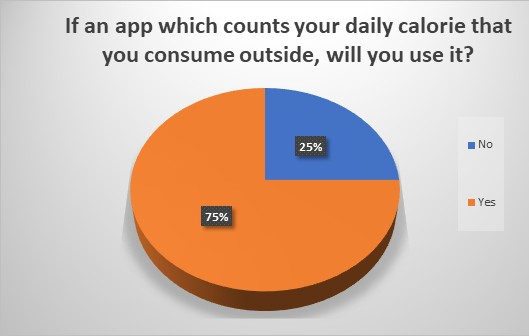 If an app which counts your daily calorie that
you consume outside, will you use it?
25%
75%
No
Yes